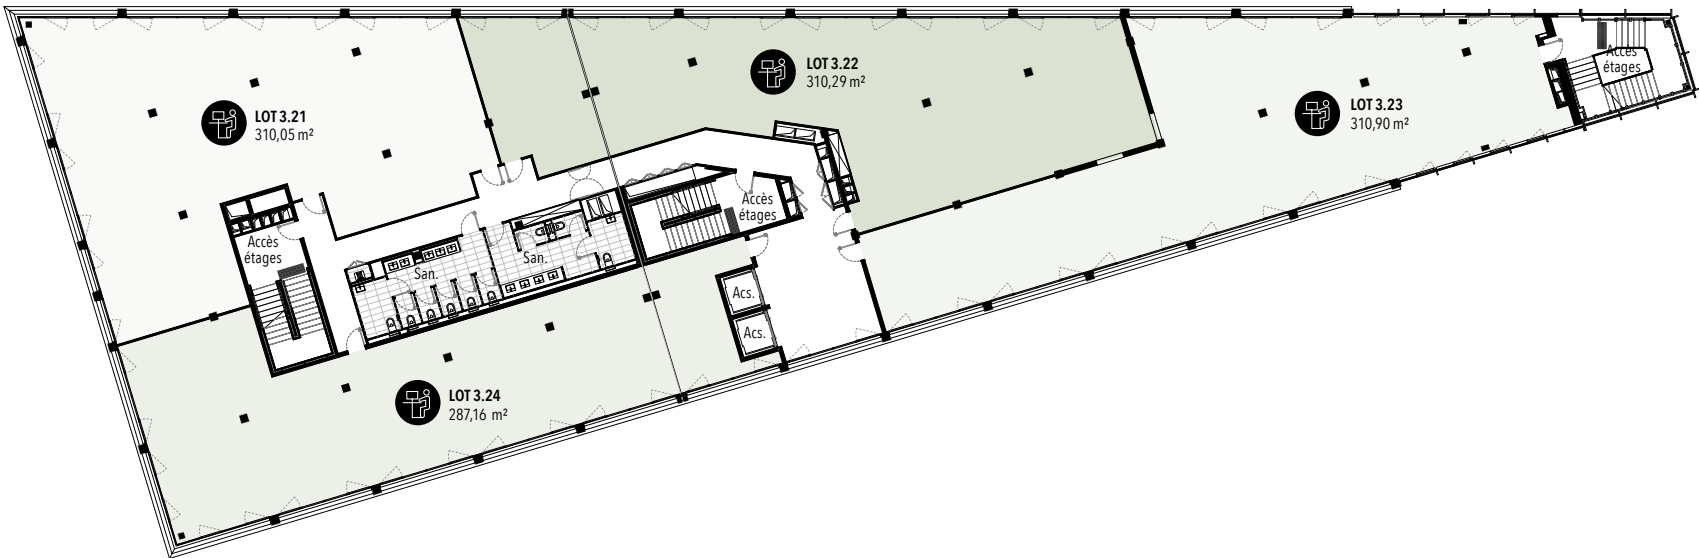 LOT 3.21
310,05 m²
LOT 3.22
310,29 m²
LOT 3.23
310,90 m²
Accès
étages
Accès
étages
Accès
étages
San.
San.
Acs.
Acs.
LOT 3.24
287,16 m²